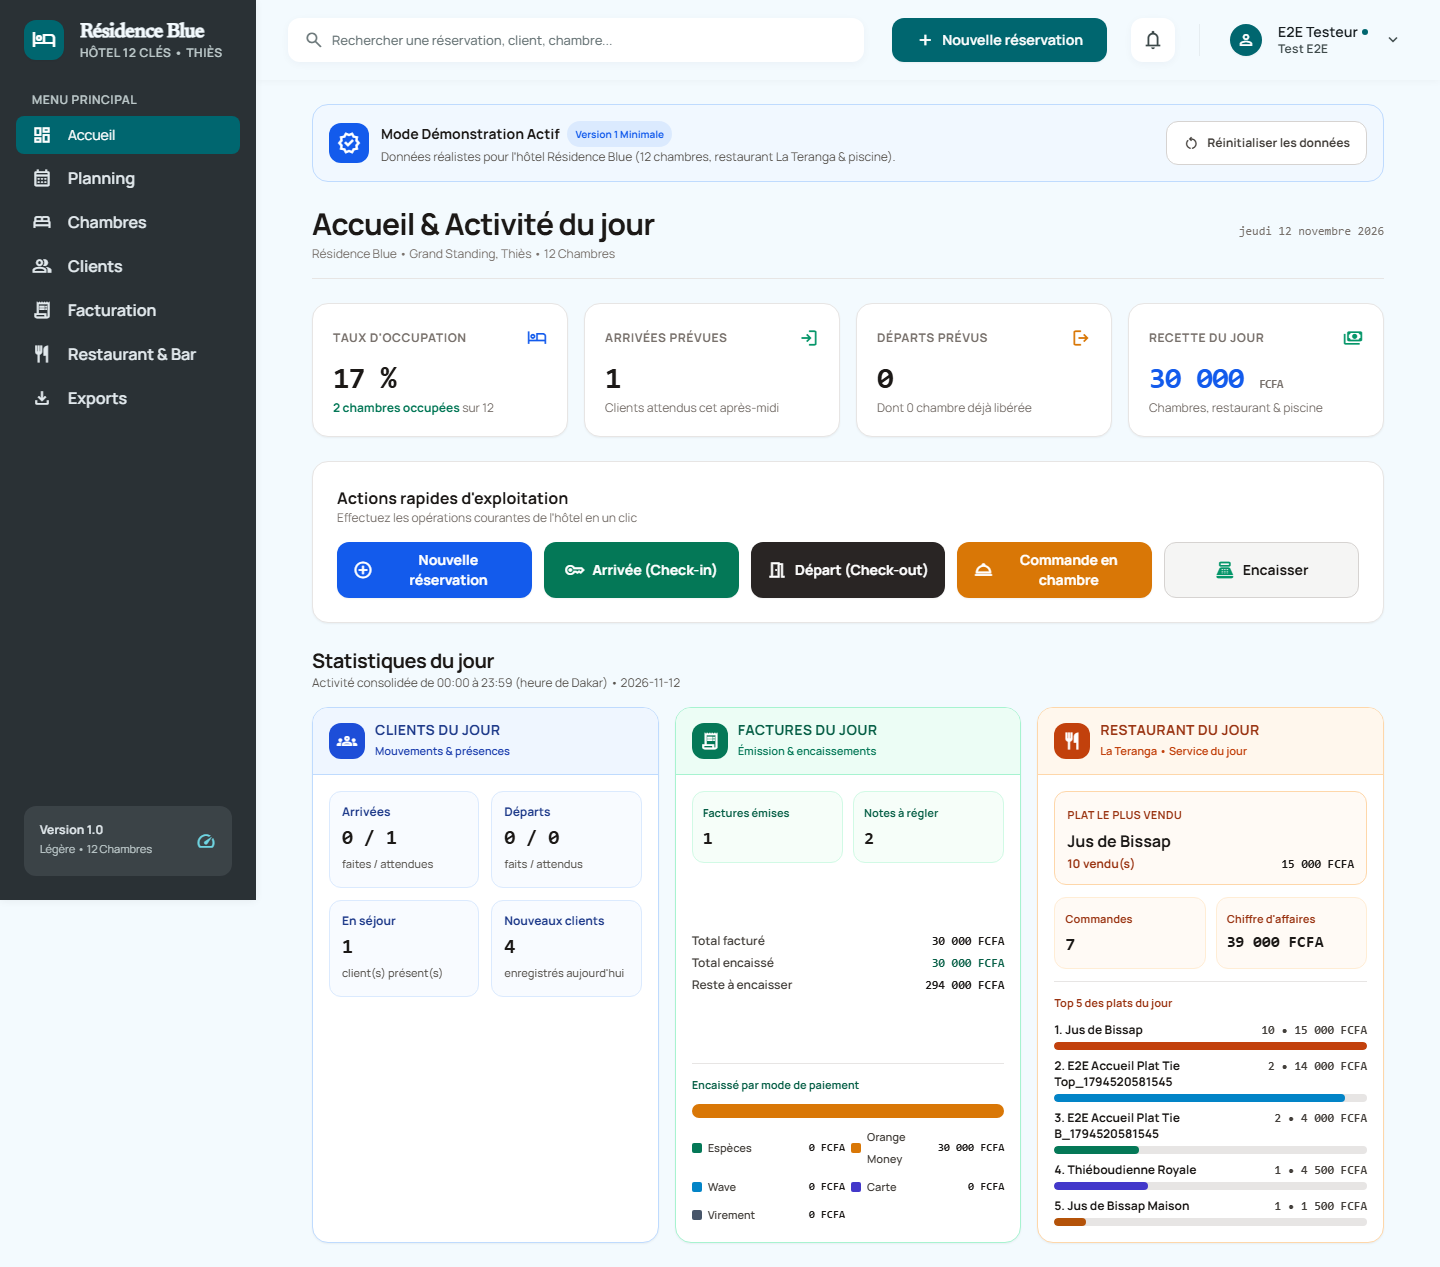 Résidence Blue
HÔTEL 12 CLÉS • THIÈS
MENU PRINCIPAL
Accueil
Planning
Chambres
Clients
Facturation
Restaurant & Bar
Exports
Version 1.0
Légère • 12 Chambres
Rechercher une réservation, client, chambre...
Nouvelle réservation
E2E Testeur
Test E2E
Mode Démonstration Actif Version 1 Minimale
Données réalistes pour l'hôtel Résidence Blue (12 chambres, restaurant La Teranga & piscine).
Réinitialiser les données
Accueil & Activité du jour
Résidence Blue • Grand Standing, Thiès • 12 Chambres
jeudi 12 novembre 2026
TAUX D'OCCUPATION
17 %
2 chambres occupées sur 12
ARRIVÉES PRÉVUES
1
Clients attendus cet après-midi
DÉPARTS PRÉVUS
0
Dont 0 chambre déjà libérée
RECETTE DU JOUR
30 000 FCFA
Chambres, restaurant & piscine
Actions rapides d'exploitation
Effectuez les opérations courantes de l'hôtel en un clic
Nouvelle
réservation
Arrivée (Check-in)
Départ (Check-out)
Commande en
chambre
Encaisser
Statistiques du jour
Activité consolidée de 00:00 à 23:59 (heure de Dakar) • 2026-11-12
CLIENTS DU JOUR
Mouvements & présences
Arrivées
0 / 1
faites / attendues
Départs
0 / 0
faits / attendus
En séjour
1
client(s) présent(s)
Nouveaux clients
4
enregistrés aujourd'hui
FACTURES DU JOUR
Émission & encaissements
Factures émises
1
Notes à régler
2
Total facturé 30 000 FCFA
Total encaissé 30 000 FCFA
Reste à encaisser 294 000 FCFA
Encaissé par mode de paiement
Espèces 0 FCFA
Orange
Money
30 000 FCFA
Wave 0 FCFA
Carte 0 FCFA
Virement 0 FCFA
RESTAURANT DU JOUR
La Teranga • Service du jour
PLAT LE PLUS VENDU
Jus de Bissap
10 vendu(s) 15 000 FCFA
Commandes
7
Chiffre d'affaires
39 000 FCFA
Top 5 des plats du jour
1. Jus de Bissap 10 • 15 000 FCFA
2. E2E Accueil Plat Tie 2 • 14 000 FCFA
Top_1794520581545
3. E2E Accueil Plat Tie 2 • 4 000 FCFA
B_1794520581545
4. Thiéboudienne Royale 1 • 4 500 FCFA
5. Jus de Bissap Maison 1 • 1 500 FCFA